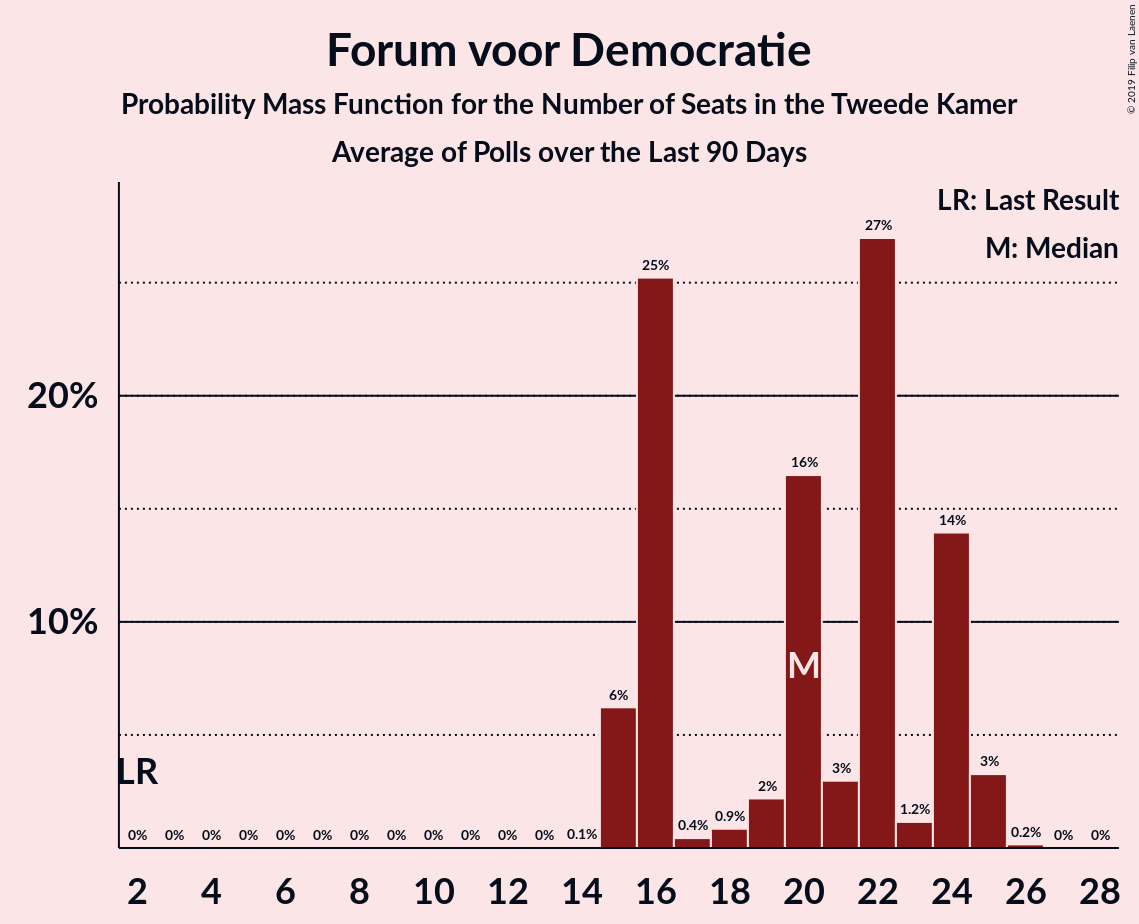 Forum voor Democratie
Probability Mass Function for the Number of Seats in the Tweede Kamer
Average of Polls over the Last 90 Days
© 2019 Filip van Laenen
LR: Last Result
M: Median
27%
25%
20%
16%
14%
10%
M
6%
LR
3%
3%
2%
0% 0% 0% 0% 0% 0% 0% 0% 0% 0% 0% 0% 0.1% 0.4% 0.9% 1.2% 0.2% 0% 0%
2 4 6 8 10 12 14 16 18 20 22 24 26 28